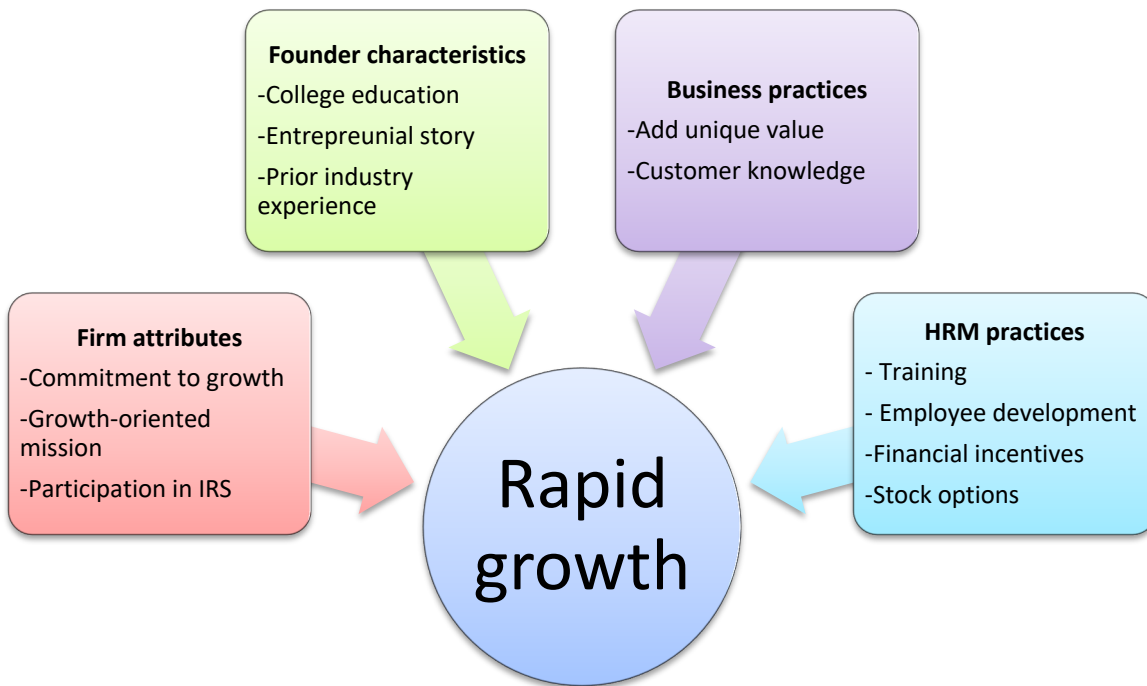 Founder characteristics
-College education
-Entrepreunial story
-Prior industry
experience
Business practices
-Add unique value
-Customer knowledge
Firm attributes
-Commitment to growth
-Growth-oriented
mission
-Participation in IRS
HRM practices
- Training
- Employee development
-Financial incentives
-Stock options
Rapid
growth